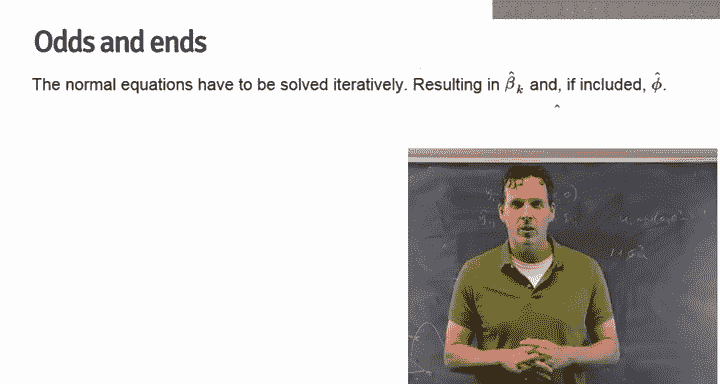 Odds and ends
The normal equations have to be solved iteratively. Resulting in β̂ₖ and, if included, ϕ̂.